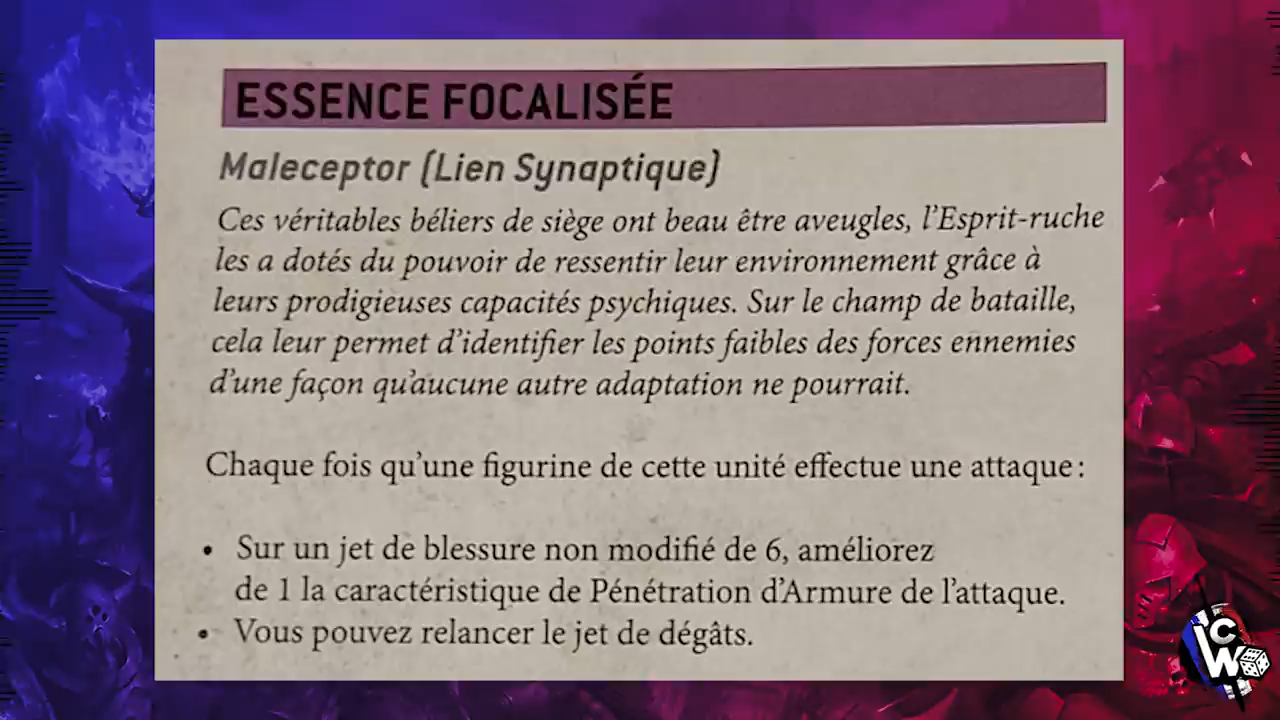 ESSENCE FOCALISÉE
Maleceptor (Lien Synaptique)
Ces véritables béliers de siège ont beau être aveugles, l'Esprit-ruche
les a dotés du pouvoir de ressentir leur environnement grâce à
leurs prodigieuses capacités psychiques. Sur le champ de bataille,
cela leur permet d'identifier les points faibles des forces ennemies
d'une façon qu'aucune autre adaptation ne pourrait.
Chaque fois qu'une figurine de cette unité effectue une attaque :
• Sur un jet de blessure non modifié de 6, améliorez
de 1 la caractéristique de Pénétration d'Armure de l'attaque.
• Vous pouvez relancer le jet de dégâts.
iCW